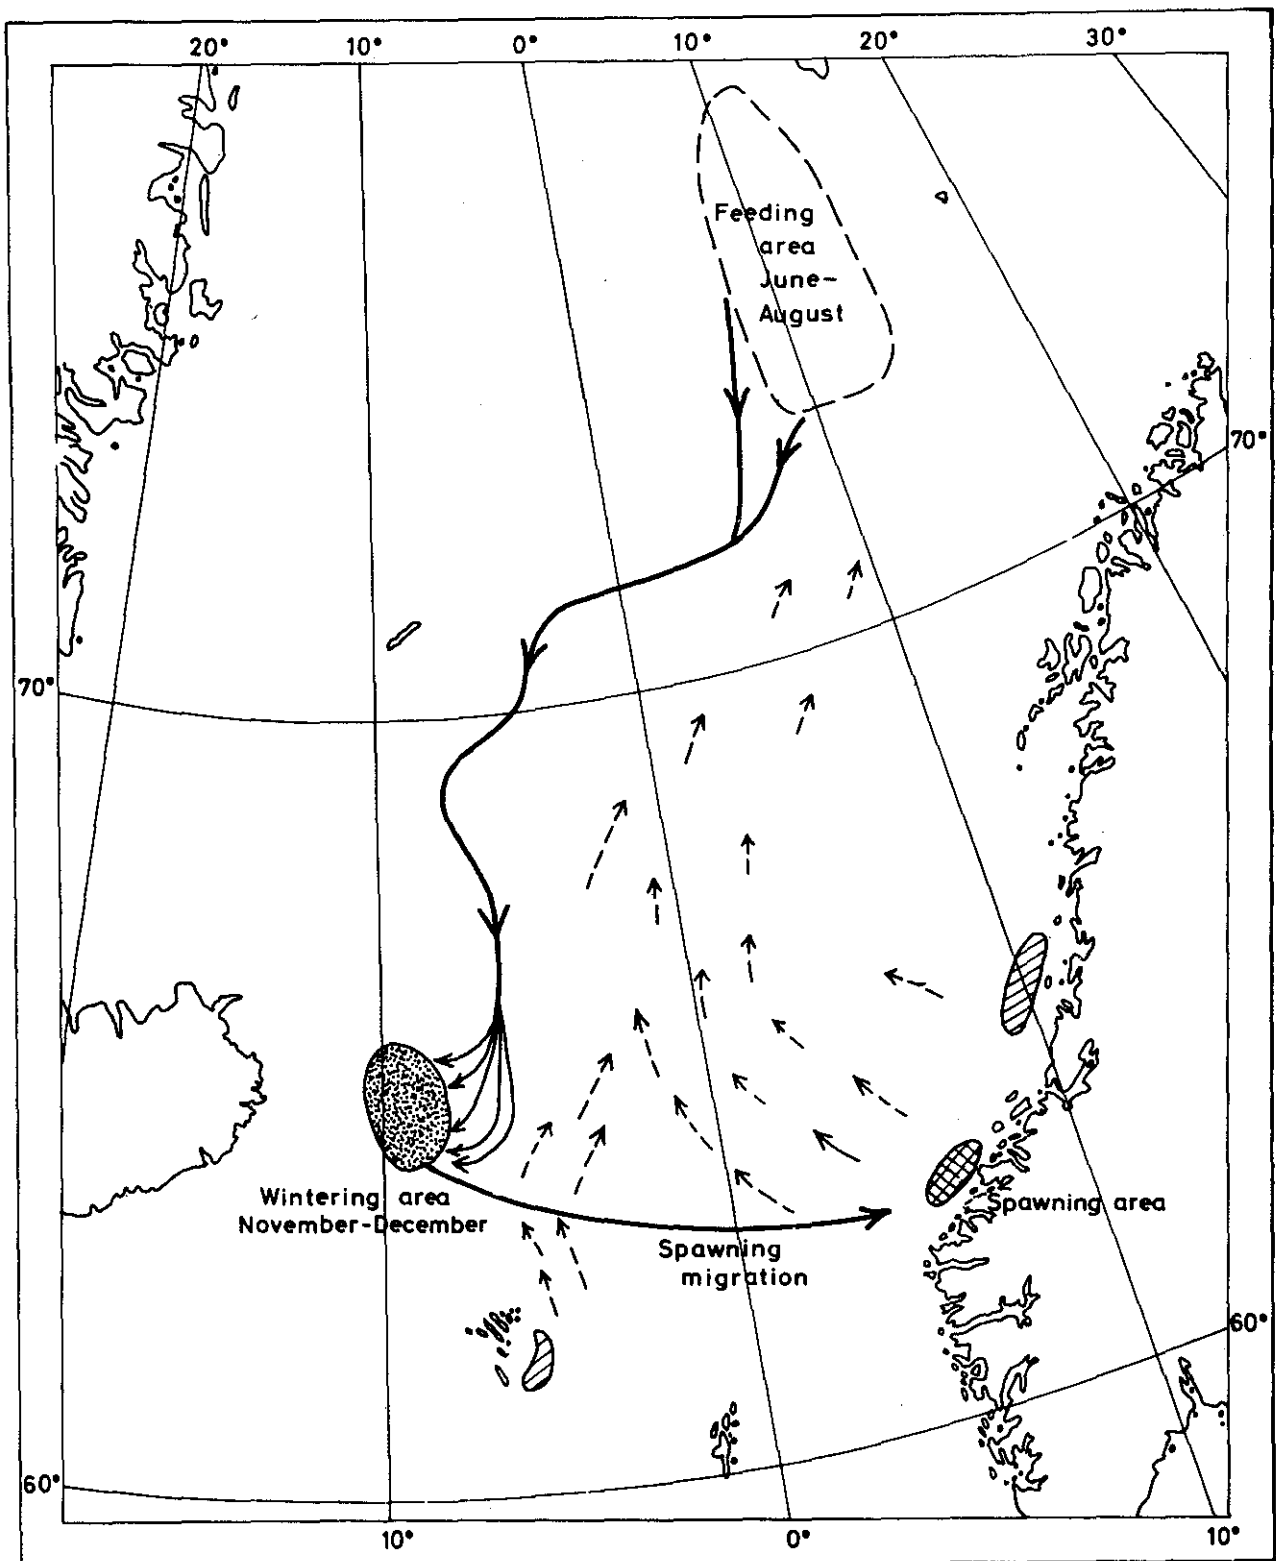 20° 10° 0° 10° 20° 30°
Feeding
area
June-
August
70°
70°
Wintering area
November-December
Spawning area
Spawning
migration
60°
60°
10° 0° 10°